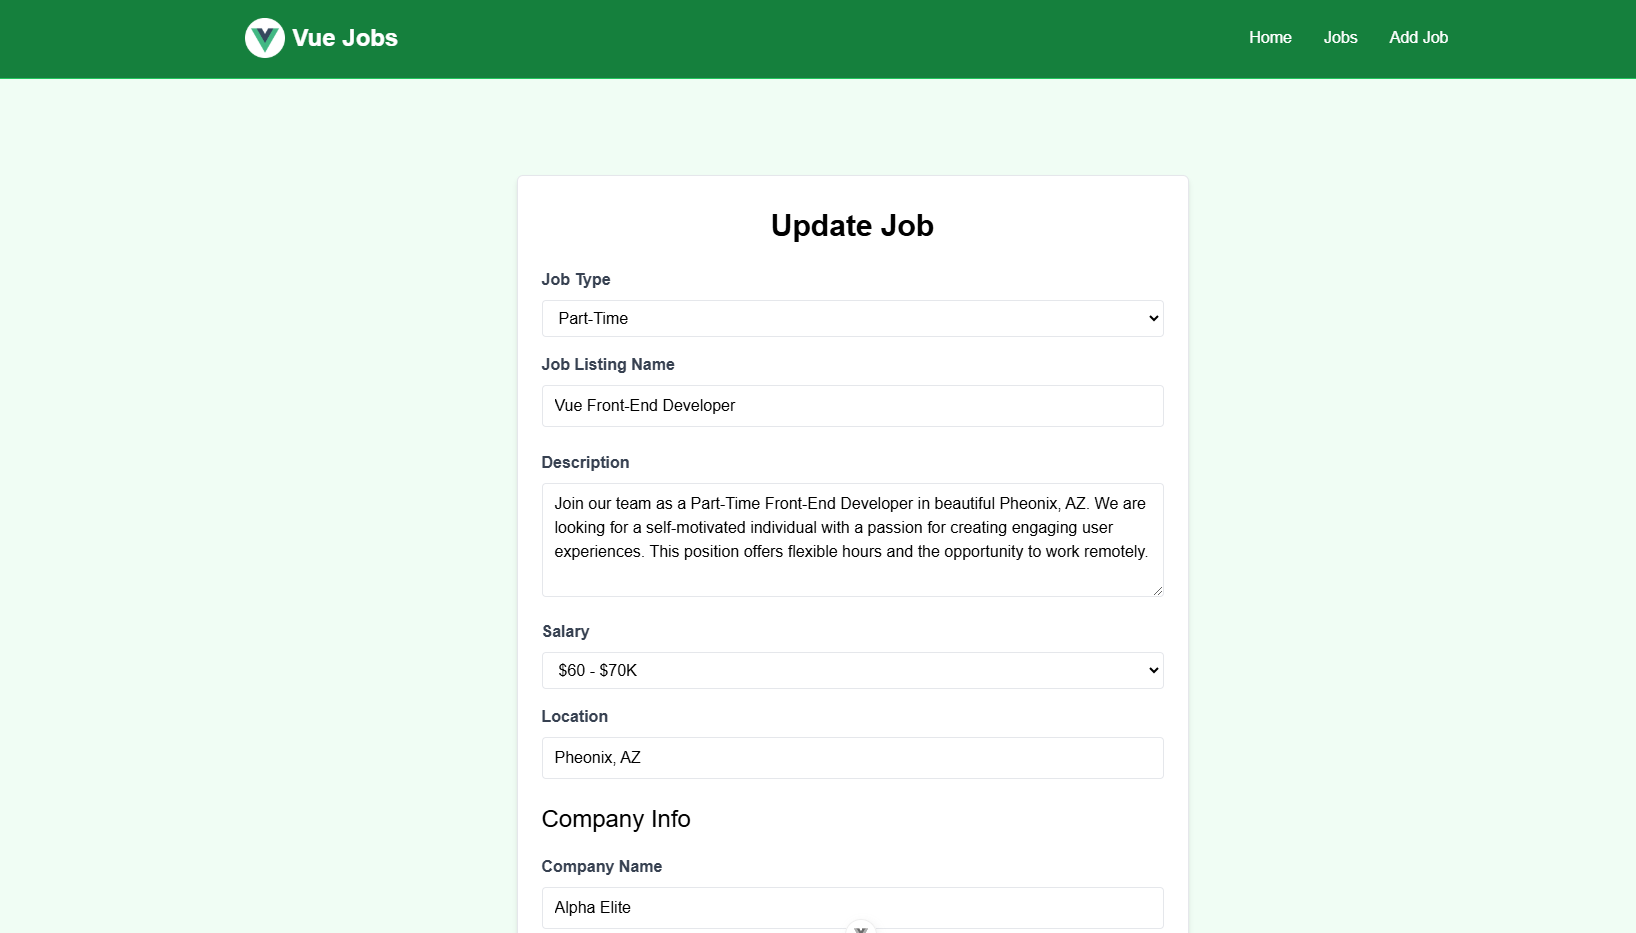 Vue Jobs
Home
Jobs
Add Job
Update Job
Job Type
Part-Time
Job Listing Name
Vue Front-End Developer
Description
Join our team as a Part-Time Front-End Developer in beautiful Pheonix, AZ. We are
looking for a self-motivated individual with a passion for creating engaging user
experiences. This position offers flexible hours and the opportunity to work remotely.
Salary
$60 - $70K
Location
Pheonix, AZ
Company Info
Company Name
Alpha Elite